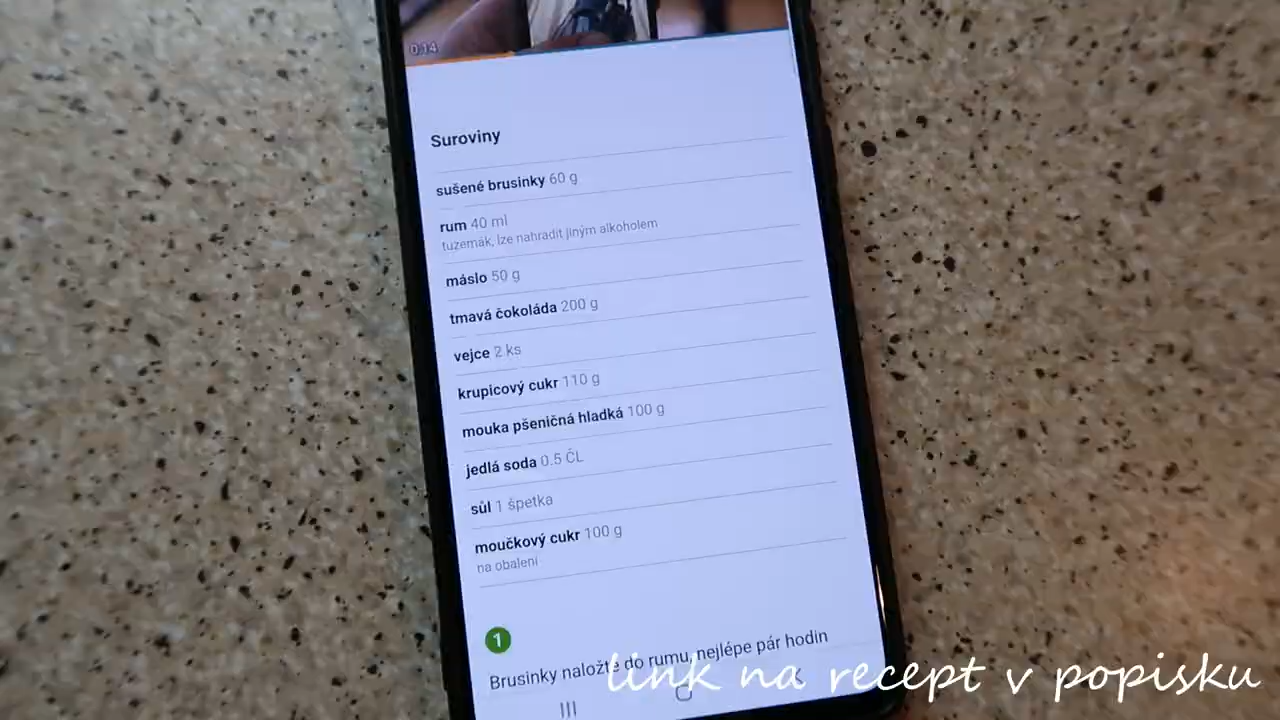 0:14
Suroviny
sušené brusinky 60 g
rum 40 ml
tuzemák, lze nahradit jiným alkoholem
máslo 50 g
tmavá čokoláda 200 g
vejce 2 ks
krupicový cukr 110 g
mouka pšeničná hladká 100 g
jedlá soda 0.5 ČL
sůl 1 špetka
moučkový cukr 100 g
na obalení
1
Brusinky naložte do rumu, nejlépe pár hodin
link na recept v popisku